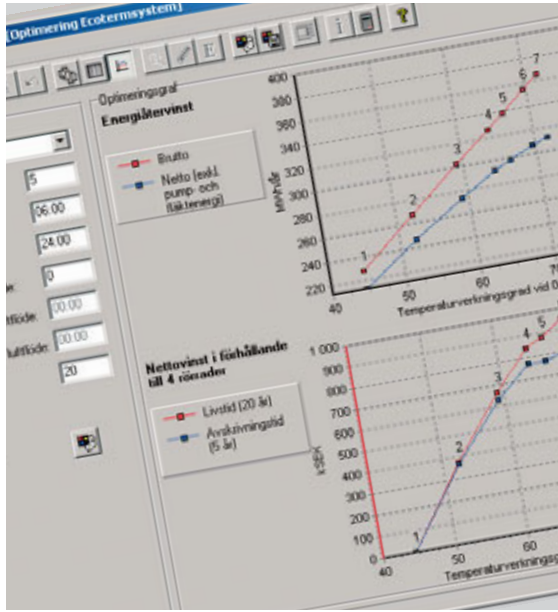 [Optimering Ecotermsystem]
E
i
?
Optimeringsgraf
Energiåtervinst
Brutto
Netto (exkl.
pump- och
fläktenergi)
MWh/år
400
380
360
340
320
300
280
260
240
220
1
2
3
4
5
6
7
40
50
60
70
Temperaturverkningsgrad vid 0
5
06.00
24.00
0
00.00
00.00
20
Nettovinst i förhållande
till 4 rörrader
Livstid (20 år)
Avskrivningstid
(5 år)
kSEK
1 000
900
800
700
600
500
400
300
200
100
0
1
2
3
4
5
40
50
60
Temperaturverkningsg